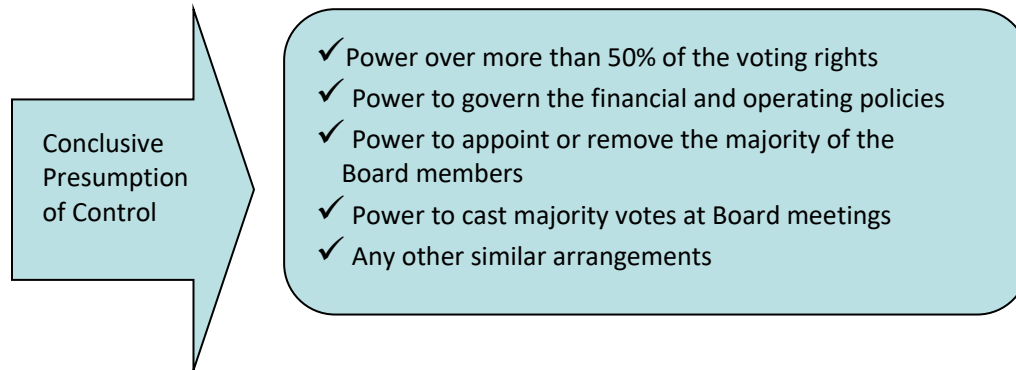 Conclusive
Presumption
of Control
✓Power over more than 50% of the voting rights
✓ Power to govern the financial and operating policies
✓ Power to appoint or remove the majority of the
Board members
✓ Power to cast majority votes at Board meetings
✓ Any other similar arrangements